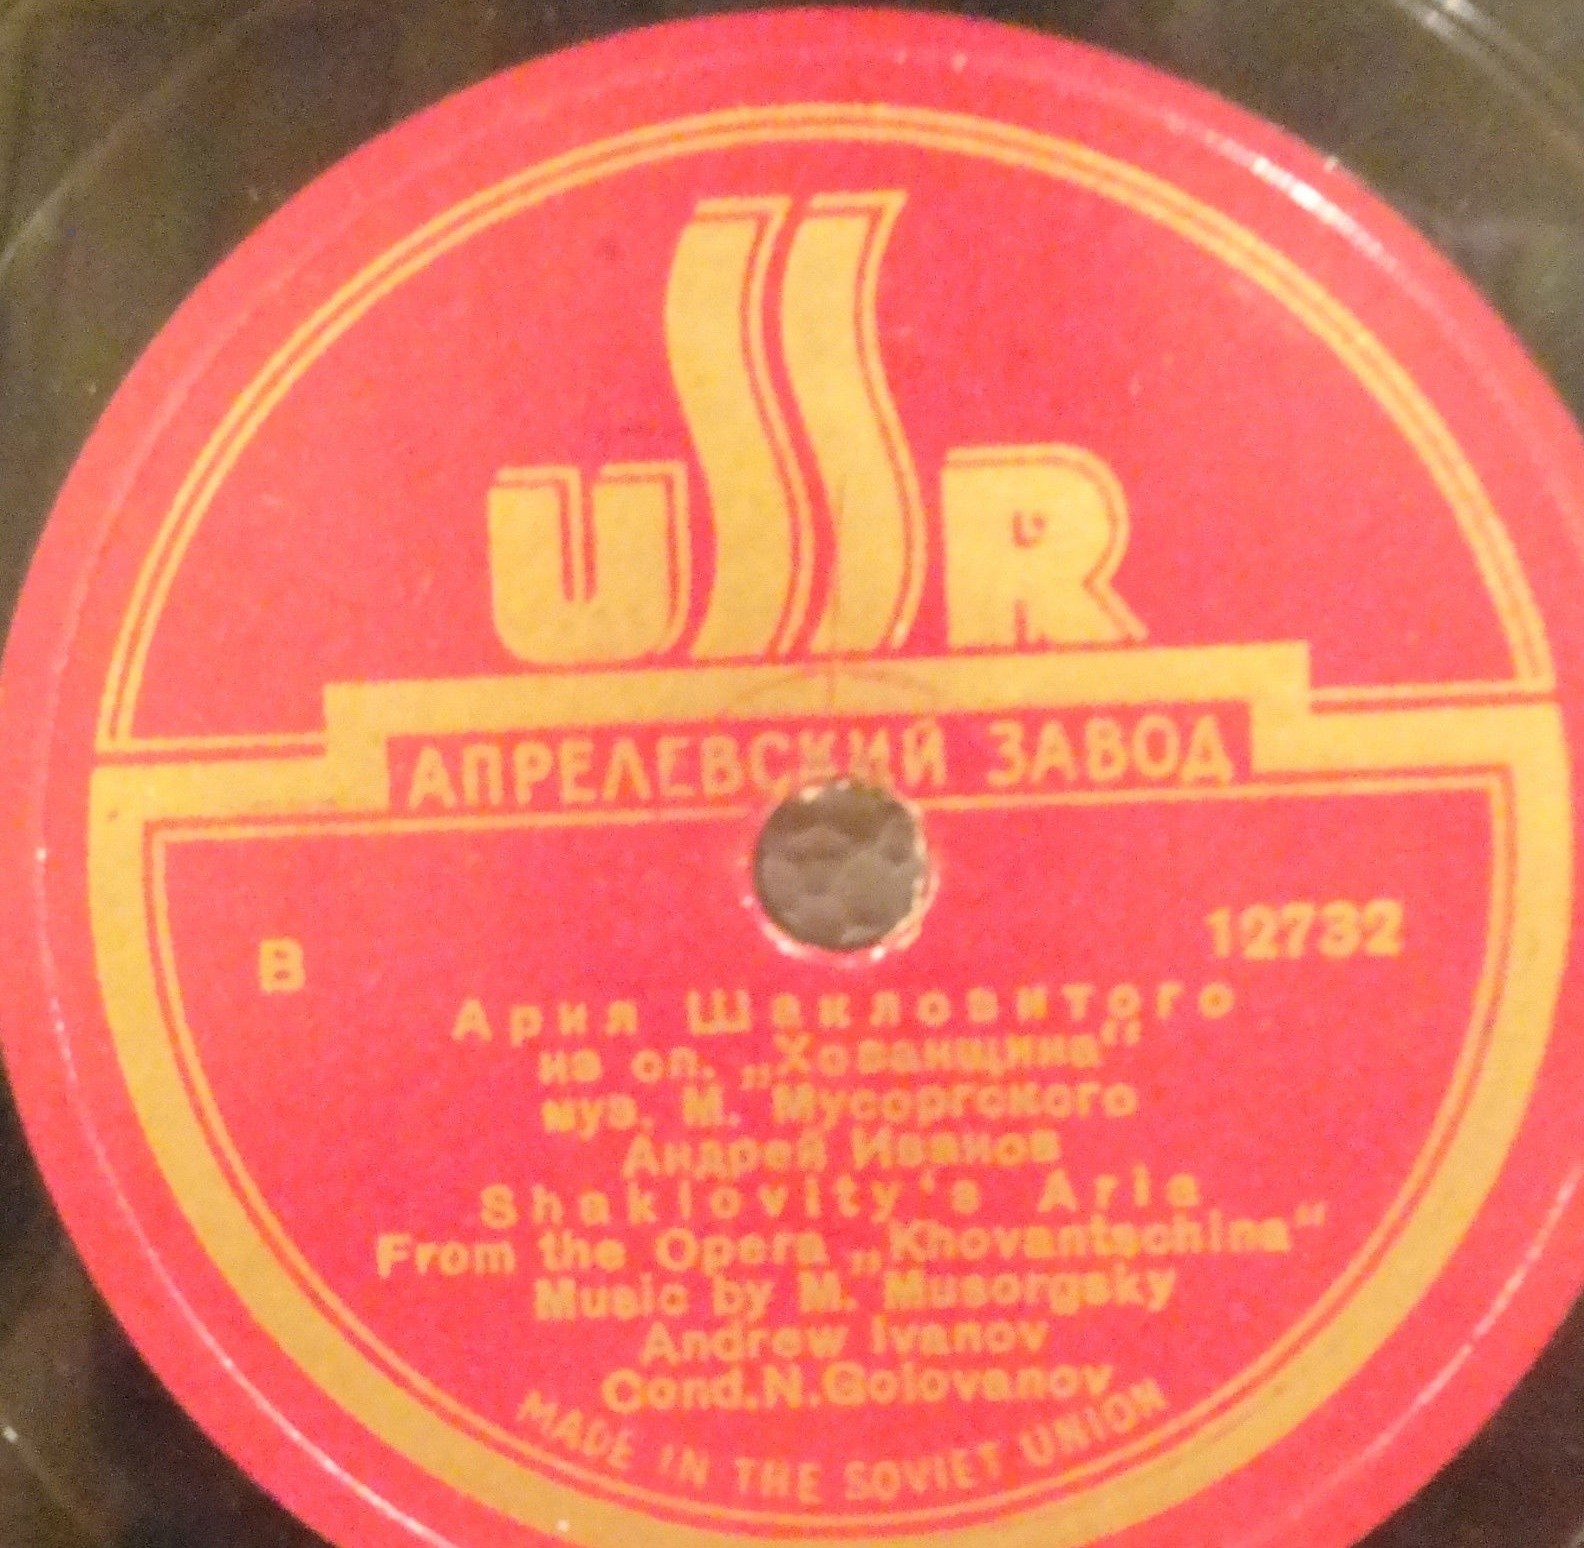 USSR
АПРЕЛЕВСКИЙ ЗАВОД
В 12732
Ария Шакловитого
из оп. „Хованщина“
муз. М. Мусоргского
Андрей Иванов
Shaklovity's Aria
From the Opera „Khovantschina“
Music by M. Musorgsky
Andrew Ivanov
Cond.N.Golovanov
MADE IN THE SOVIET UNION